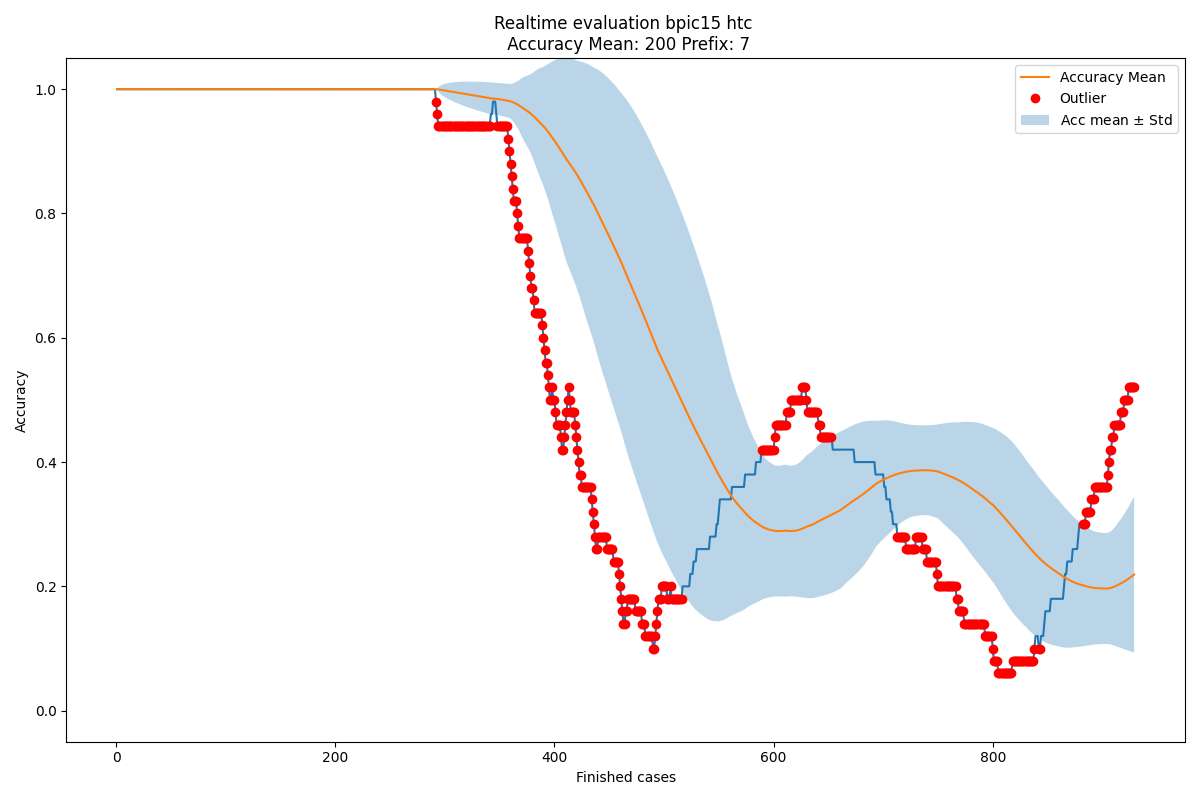 Realtime evaluation bpic15 htc
Accuracy Mean: 200 Prefix: 7
Accuracy Mean
Outlier
Acc mean ± Std
1.0
0.8
0.6
0.4
0.2
0.0
Accuracy
0 200 400 600 800
Finished cases